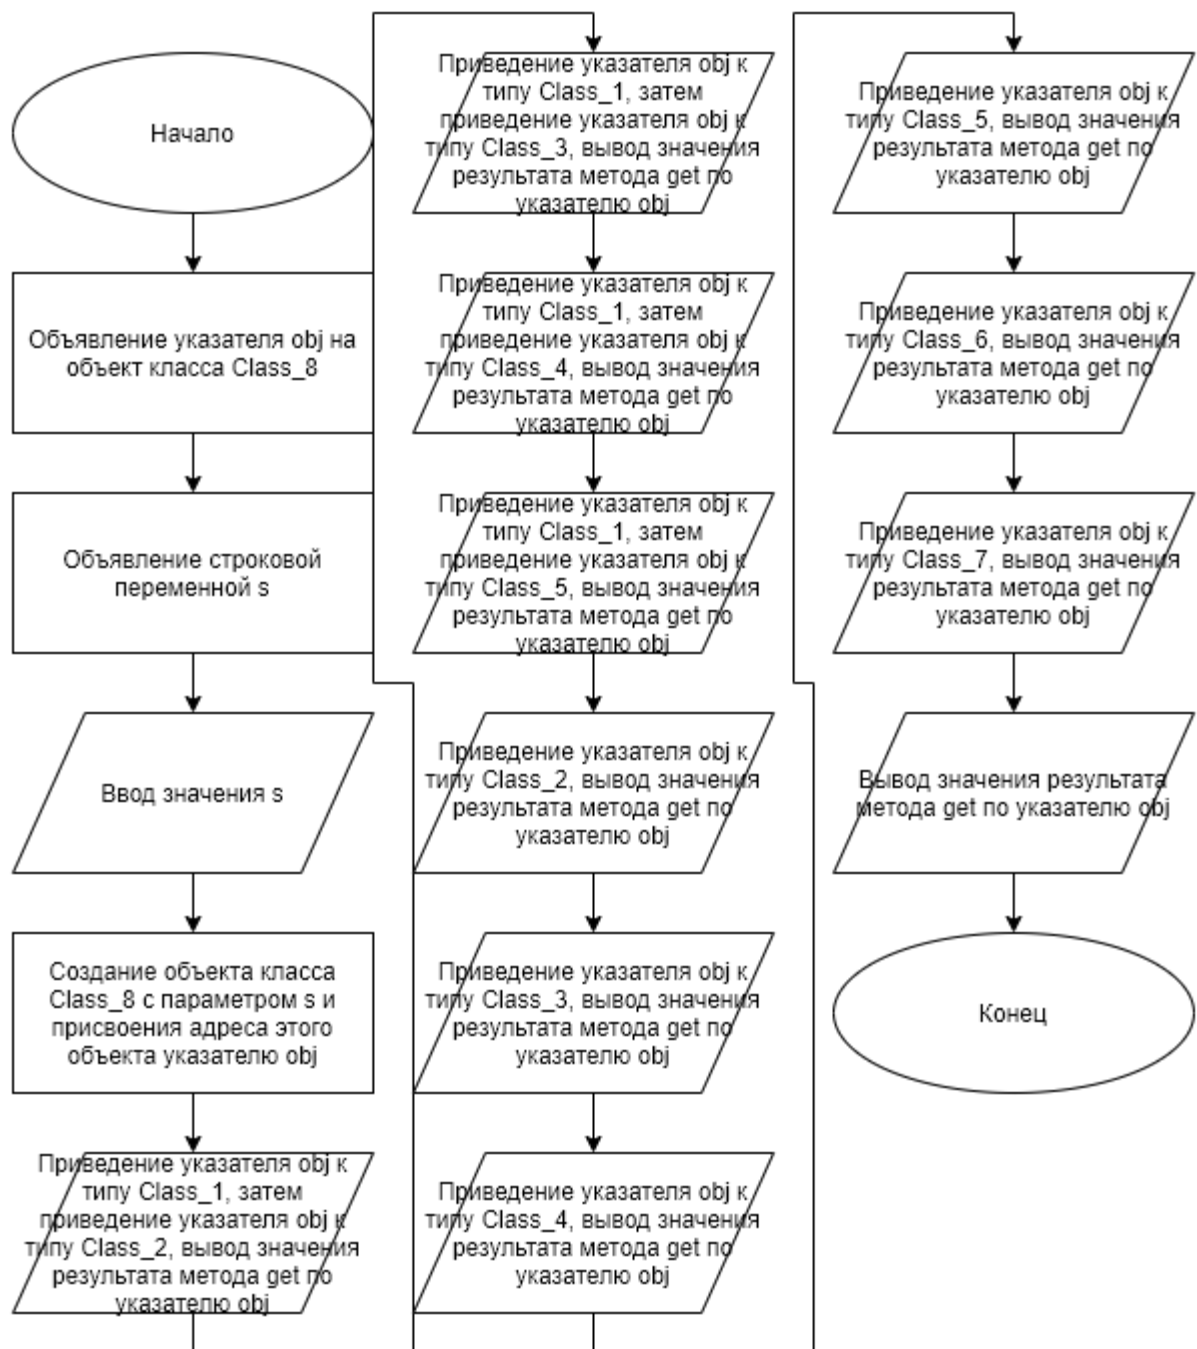 Начало
Объявление указателя obj на
объект класса Class_8
Объявление строковой
переменной s
Ввод значения s
Создание объекта класса
Class_8 с параметром s и
присвоения адреса этого
объекта указателю obj
Приведение указателя obj к
типу Class_1, затем
приведение указателя obj к
типу Class_2, вывод значения
результата метода get по
указателю obj
Приведение указателя obj к
типу Class_1, затем
приведение указателя obj к
типу Class_3, вывод значения
результата метода get по
указателю obj
Приведение указателя obj к
типу Class_1, затем
приведение указателя obj к
типу Class_4, вывод значения
результата метода get по
указателю obj
Приведение указателя obj к
типу Class_1, затем
приведение указателя obj к
типу Class_5, вывод значения
результата метода get по
указателю obj
Приведение указателя obj к
типу Class_2, вывод значения
результата метода get по
указателю obj
Приведение указателя obj к
типу Class_3, вывод значения
результата метода get по
указателю obj
Приведение указателя obj к
типу Class_4, вывод значения
результата метода get по
указателю obj
Приведение указателя obj к
типу Class_5, вывод значения
результата метода get по
указателю obj
Приведение указателя obj к
типу Class_6, вывод значения
результата метода get по
указателю obj
Приведение указателя obj к
типу Class_7, вывод значения
результата метода get по
указателю obj
Вывод значения результата
метода get по указателю obj
Конец